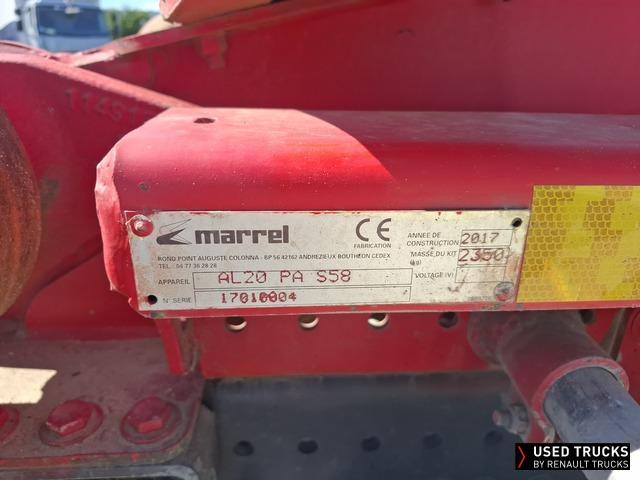 11491
marrel
CE
FABRICATION
ANNEE DE
CONSTRUCTION 2017
ROND POINT AUGUSTE COLONNA - BP 56 42162 ANDREZIEUX BOUTHEON CEDEX
TEL. : 04 77 36 28 28
MASSE DU KIT 2350
(kg)
APPAREIL AL20 PA S58
VOLTAGE (V) /
N° SERIE 17010004
USED TRUCKS
BY RENAULT TRUCKS